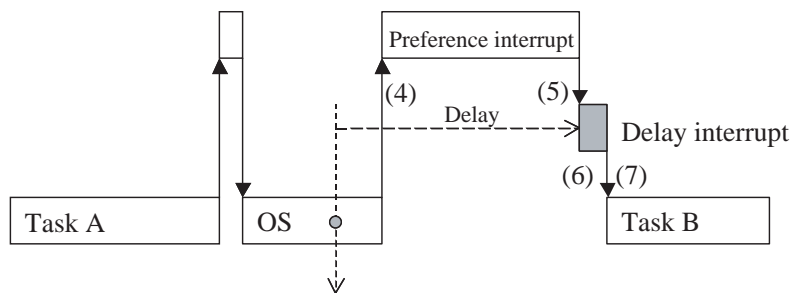 Preference interrupt
(4)
(5)
Delay
Delay interrupt
(6)
(7)
Task A
OS
Task B